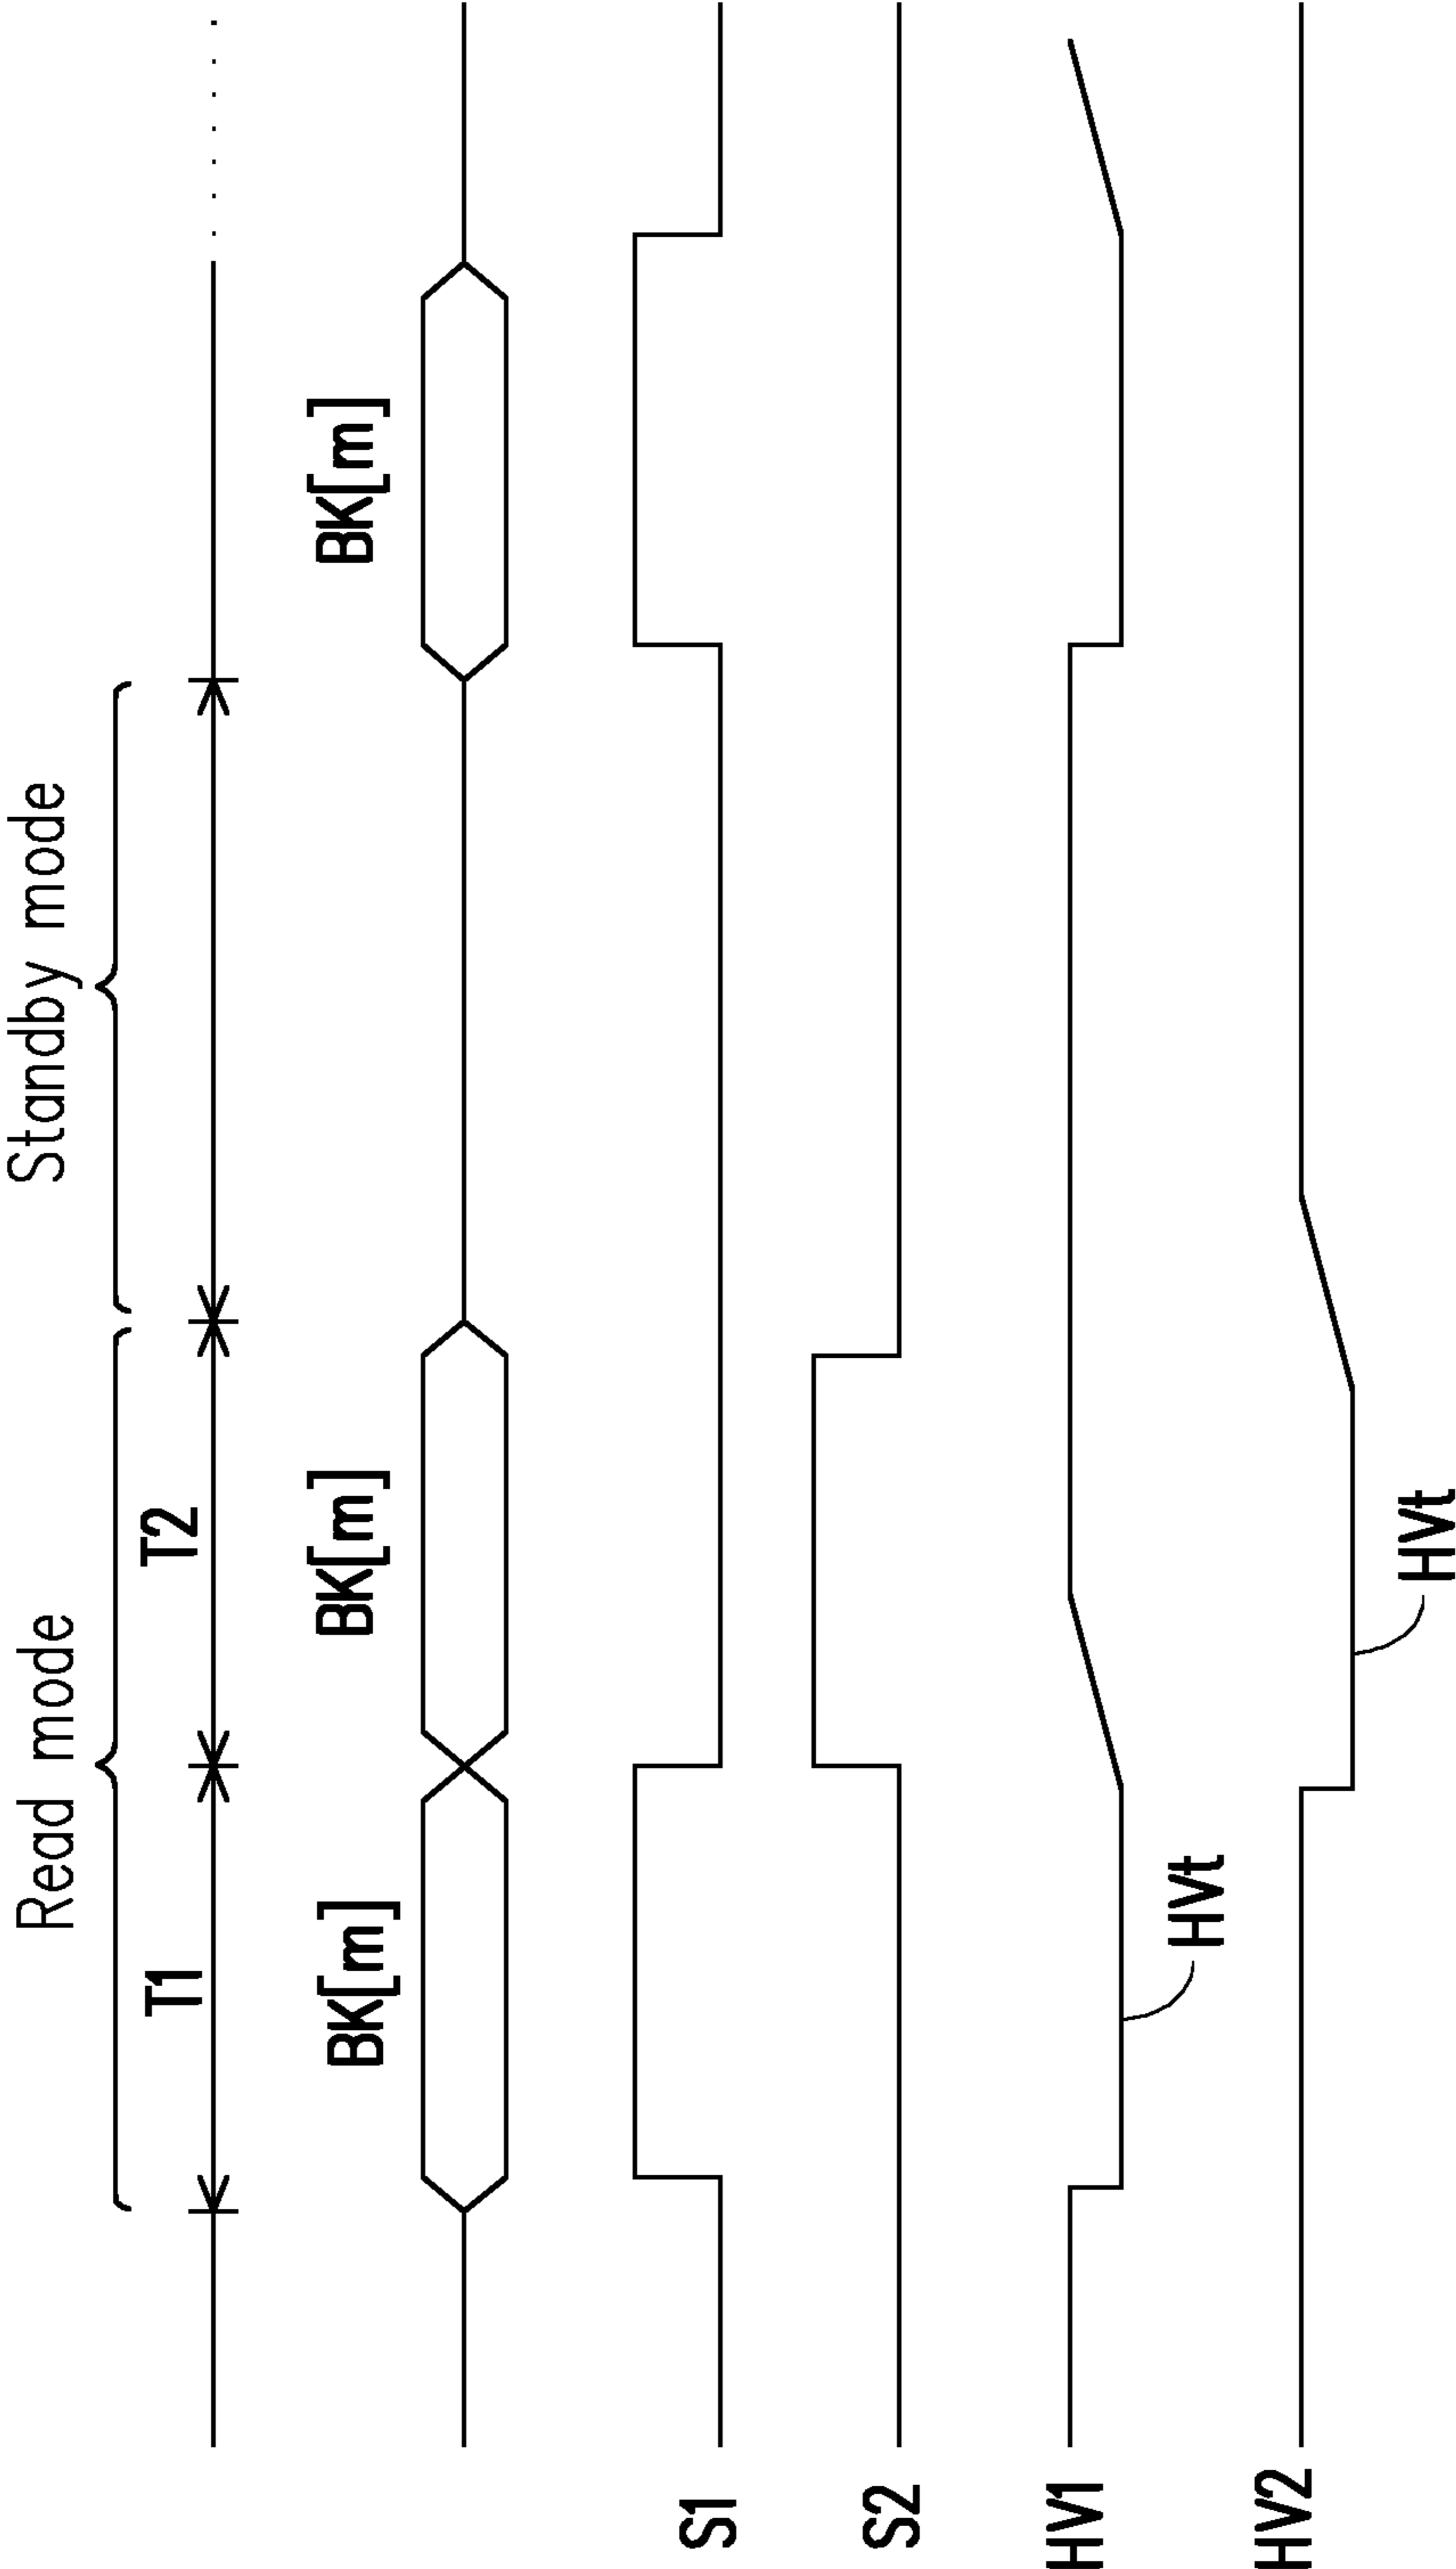 Read mode
Standby mode
T1
T2
BK[m]
BK[m]
BK[m]
S1
S2
HV1
HVt
HV2
HVt